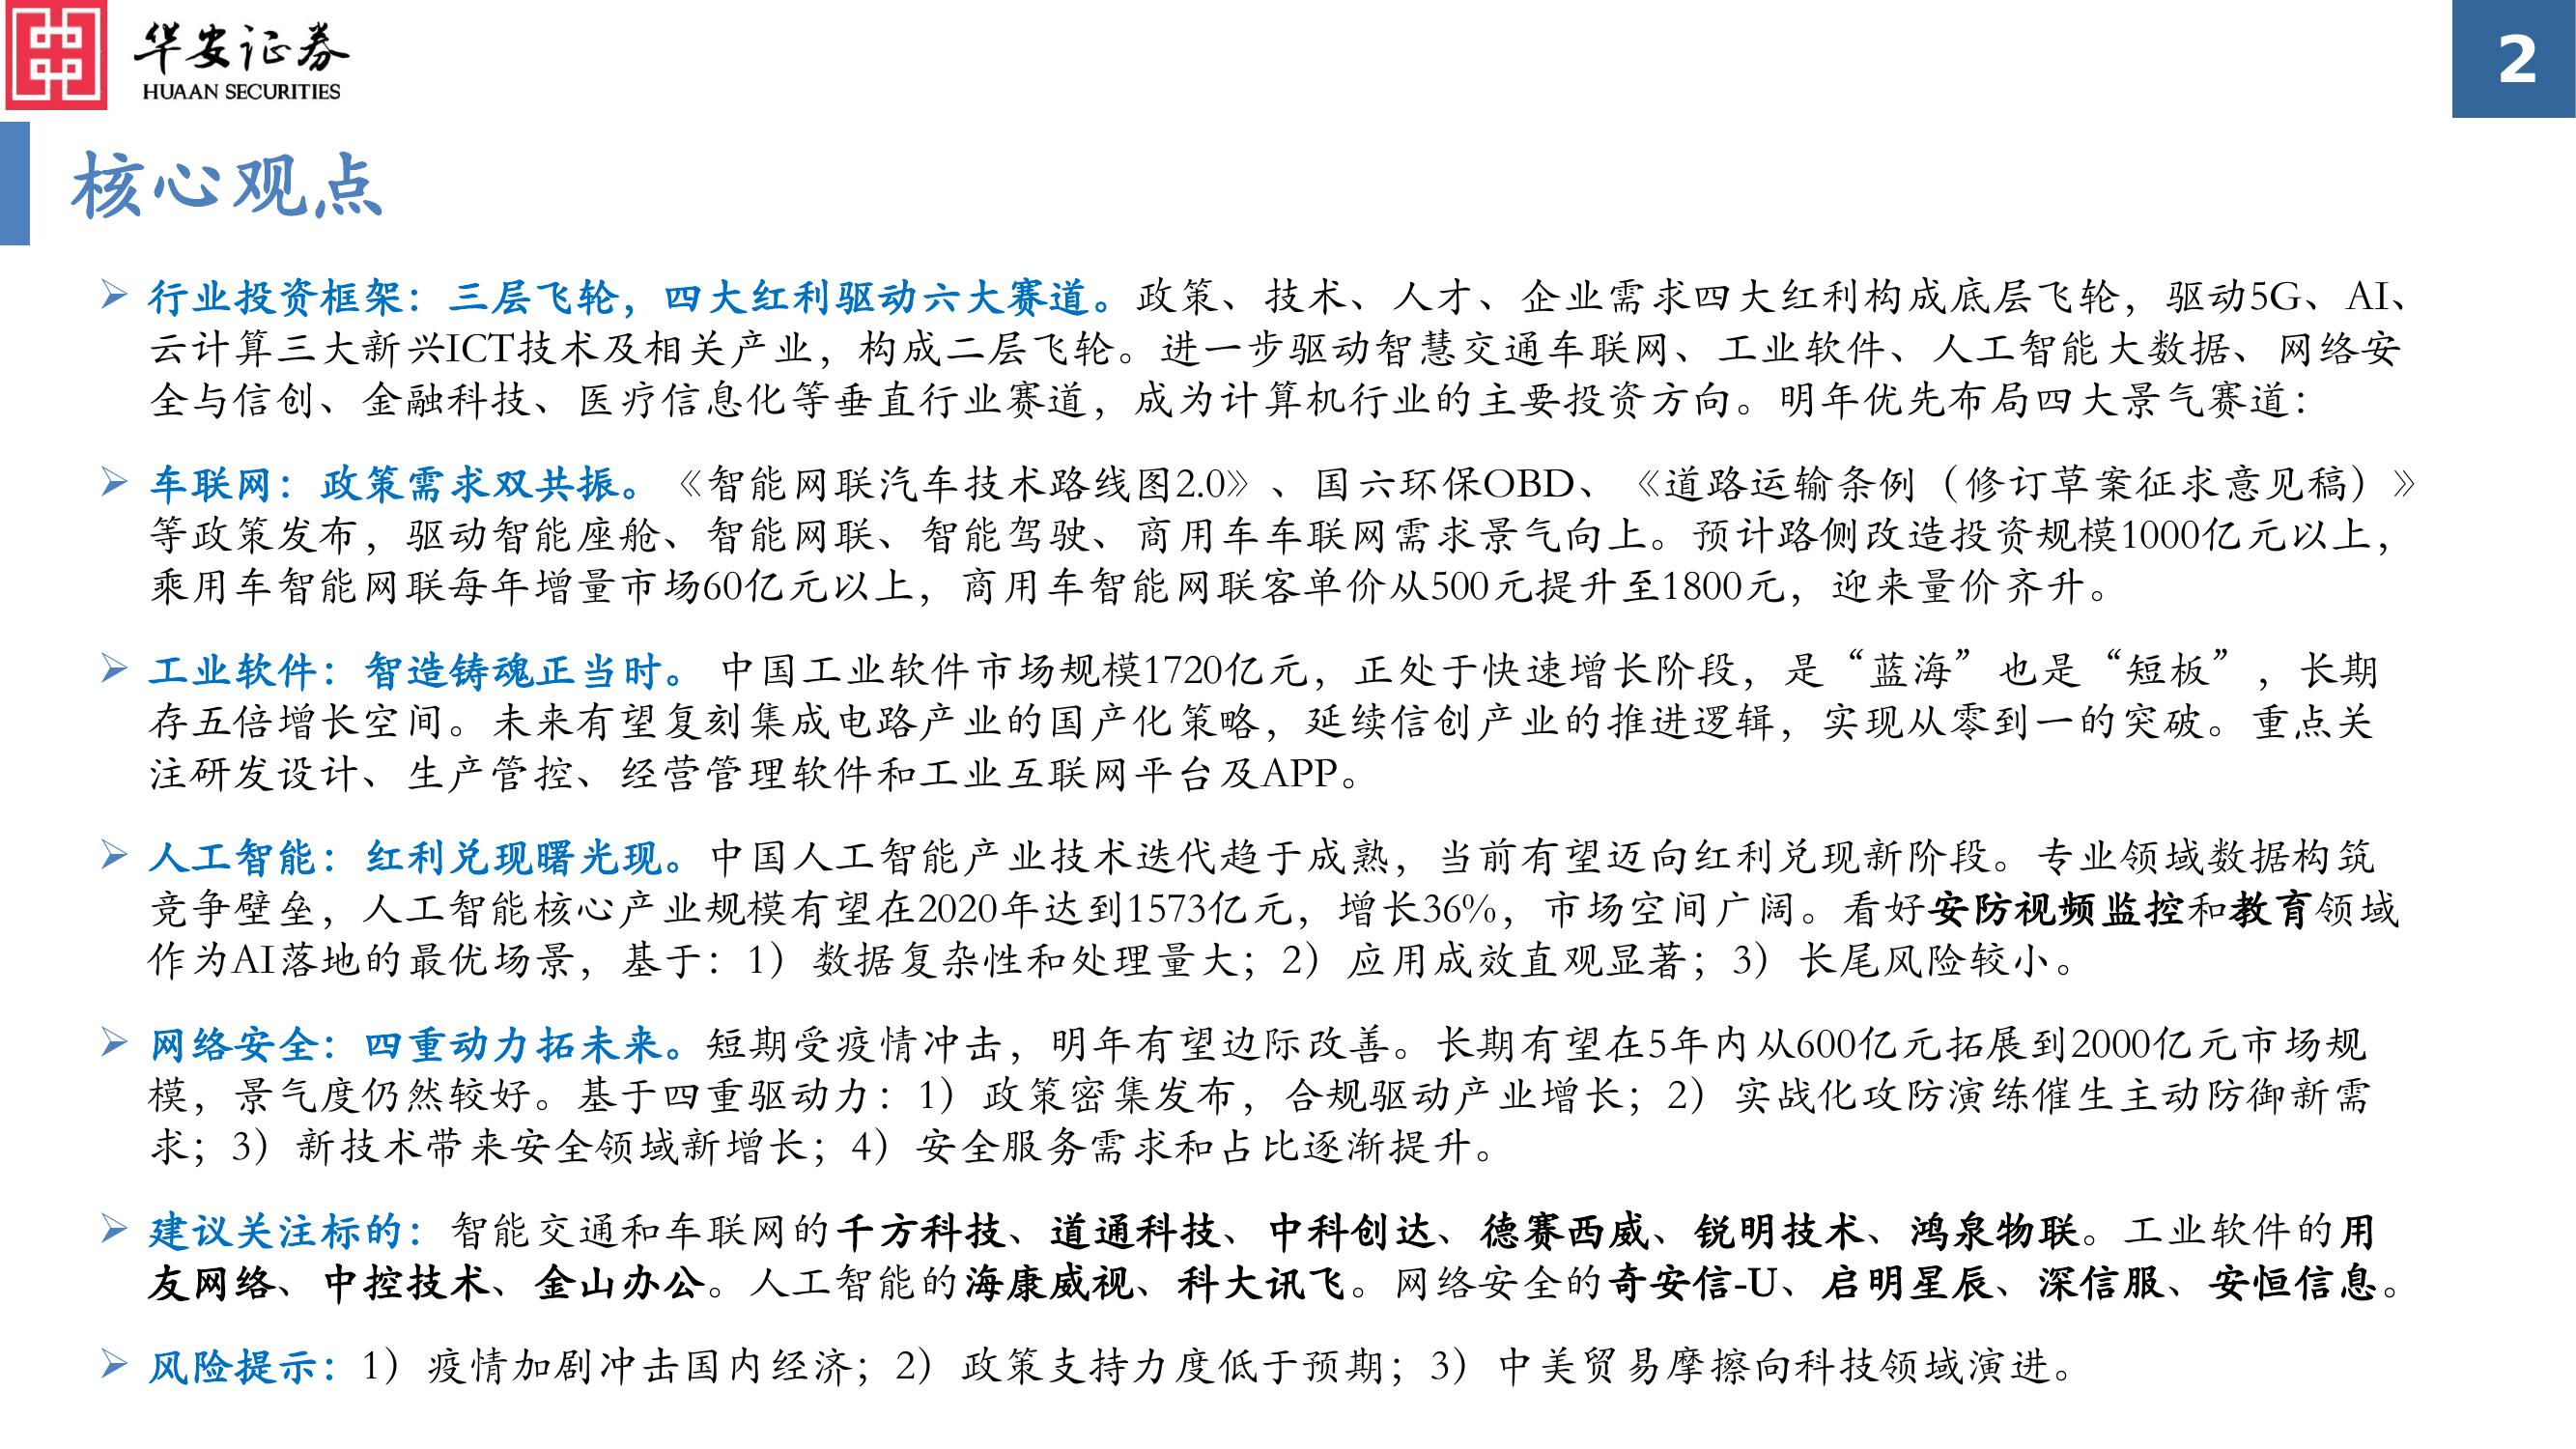 华安证券
HUAAN SECURITIES
2
核心观点
行业投资框架：三层飞轮，四大红利驱动六大赛道。政策、技术、人才、企业需求四大红利构成底层飞轮，驱动5G、AI、
云计算三大新兴ICT技术及相关产业，构成二层飞轮。进一步驱动智慧交通车联网、工业软件、人工智能大数据、网络安
全与信创、金融科技、医疗信息化等垂直行业赛道，成为计算机行业的主要投资方向。明年优先布局四大景气赛道：
车联网：政策需求双共振。《智能网联汽车技术路线图2.0》、国六环保OBD、《道路运输条例（修订草案征求意见稿）》
等政策发布，驱动智能座舱、智能网联、智能驾驶、商用车车联网需求景气向上。预计路侧改造投资规模1000亿元以上，
乘用车智能网联每年增量市场60亿元以上，商用车智能网联客单价从500元提升至1800元，迎来量价齐升。
工业软件：智造铸魂正当时。 中国工业软件市场规模1720亿元，正处于快速增长阶段，是“蓝海”也是“短板”，长期
存五倍增长空间。未来有望复刻集成电路产业的国产化策略，延续信创产业的推进逻辑，实现从零到一的突破。重点关
注研发设计、生产管控、经营管理软件和工业互联网平台及APP。
人工智能：红利兑现曙光现。中国人工智能产业技术迭代趋于成熟，当前有望迈向红利兑现新阶段。专业领域数据构筑
竞争壁垒，人工智能核心产业规模有望在2020年达到1573亿元，增长36%，市场空间广阔。看好安防视频监控和教育领域
作为AI落地的最优场景，基于：1）数据复杂性和处理量大；2）应用成效直观显著；3）长尾风险较小。
网络安全：四重动力拓未来。短期受疫情冲击，明年有望边际改善。长期有望在5年内从600亿元拓展到2000亿元市场规
模，景气度仍然较好。基于四重驱动力：1）政策密集发布，合规驱动产业增长；2）实战化攻防演练催生主动防御新需
求；3）新技术带来安全领域新增长；4）安全服务需求和占比逐渐提升。
建议关注标的：智能交通和车联网的千方科技、道通科技、中科创达、德赛西威、锐明技术、鸿泉物联。工业软件的用
友网络、中控技术、金山办公。人工智能的海康威视、科大讯飞。网络安全的奇安信-U、启明星辰、深信服、安恒信息。
风险提示：1）疫情加剧冲击国内经济；2）政策支持力度低于预期；3）中美贸易摩擦向科技领域演进。